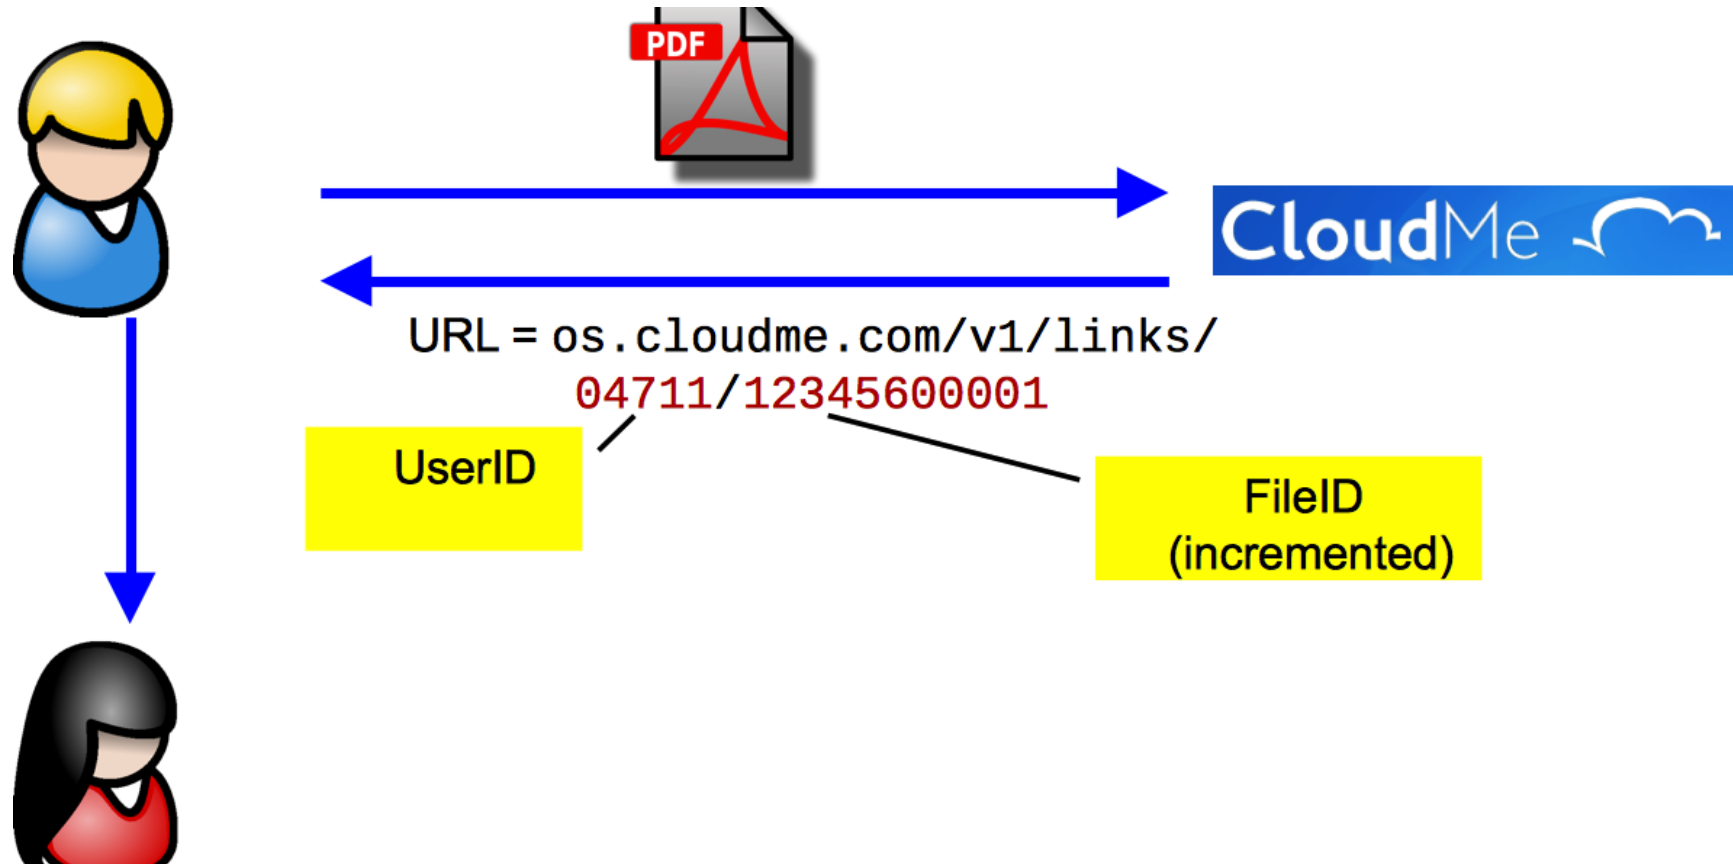 PDF
CloudMe
URL = os.cloudme.com/v1/links/
04711/12345600001
UserID
FileID
(incremented)